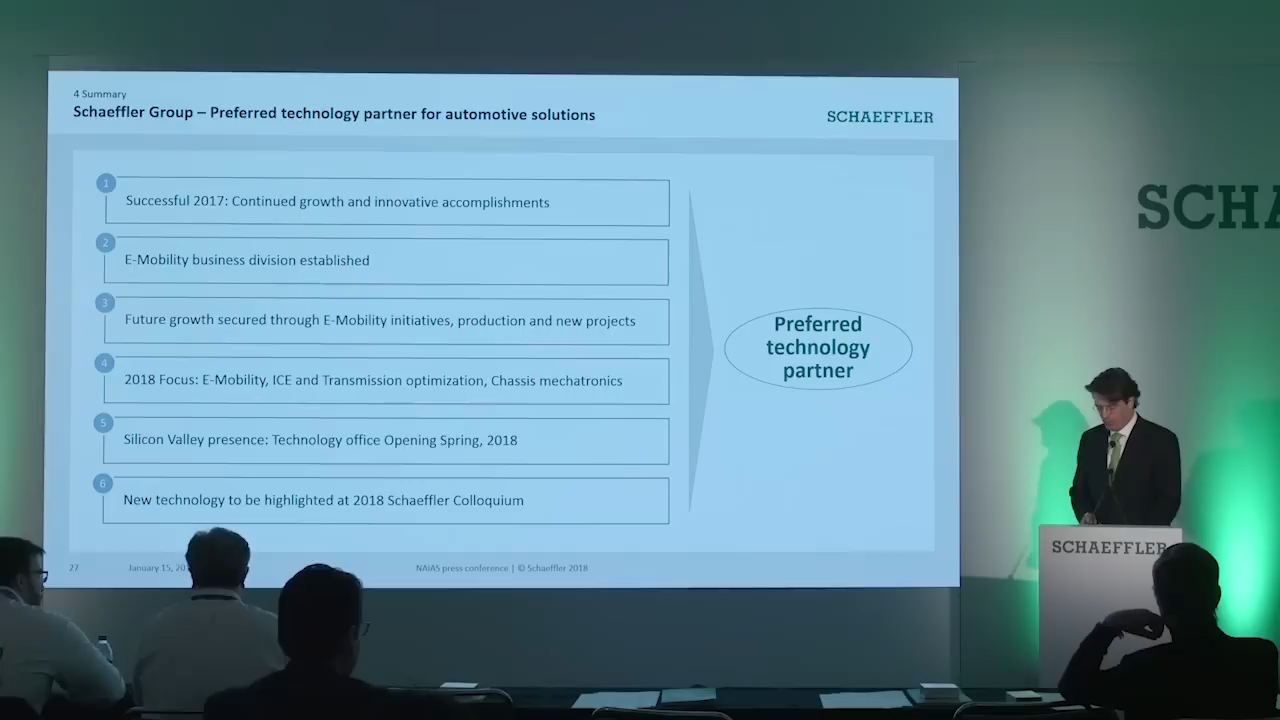 4 Summary
Schaeffler Group – Preferred technology partner for automotive solutions
SCHAEFFLER
1
Successful 2017: Continued growth and innovative accomplishments
2
E-Mobility business division established
3
Future growth secured through E-Mobility initiatives, production and new projects
4
2018 Focus: E-Mobility, ICE and Transmission optimization, Chassis mechatronics
5
Silicon Valley presence: Technology office Opening Spring, 2018
6
New technology to be highlighted at 2018 Schaeffler Colloquium
Preferred
technology
partner
27
January 15,
NAIAS press conference | © Schaeffler 2018
SCHA
SCHAEFFLER